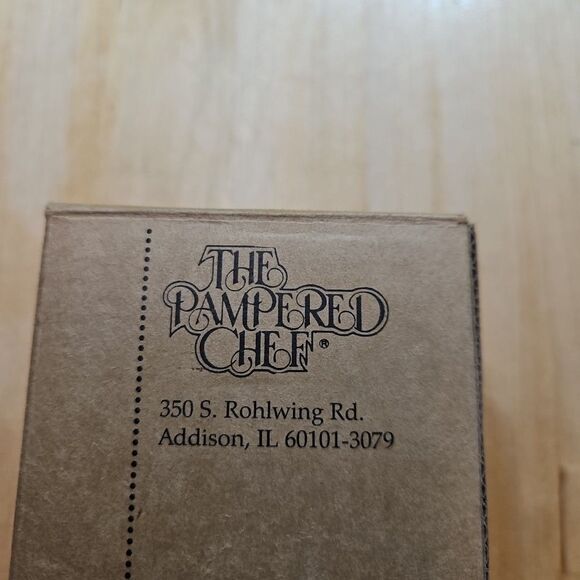 THE
PAMPERED
CHEF®
350 S. Rohlwing Rd.
Addison, IL 60101-3079